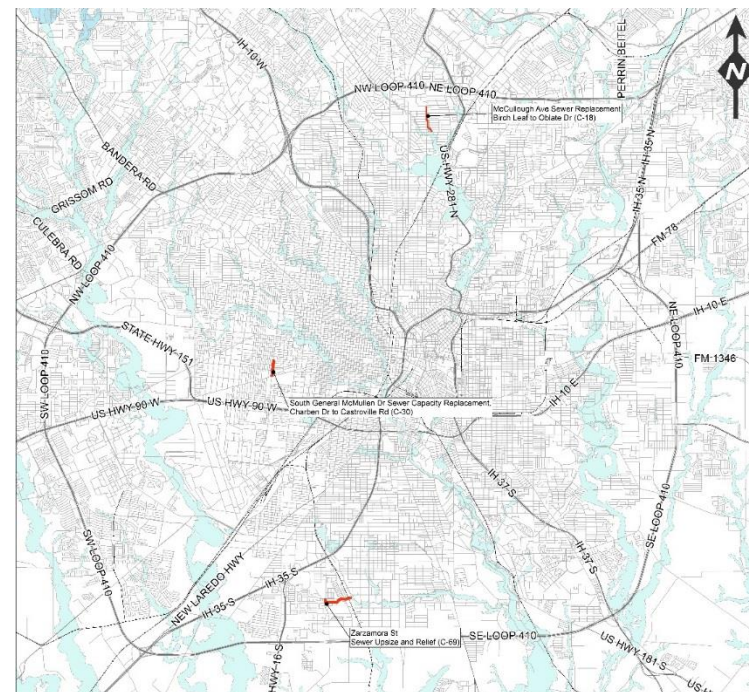 IH-10-W
PERRIN BEITEL
N
NW LOOP 410
NE LOOP 410
McCullough Ave Sewer Replacement
Birch Leaf to Oblate Dr (C-18)
BANDERA RD
US HWY-281-N
IH-35-N
IH-35-N
GRISSOM RD
CULEBRA RD
FM-78
NW LOOP 410
NE-LOOP-410
IH-10 E
STATE HWY-151
FM-1346
SW-LOOP-410
IH-10 E
US HWY-90-W
US HWY-90 W
South General McMullen Dr Sewer Capacity Replacement
Charben Dr to Castroville Rd (C-30)
IH-37-S
SW-LOOP-410
SE-LOOP-410
NEW LAREDO HWY
IH-35-S
IH-37-S
IH-35-S
Zarzamora St
Sewer Upsize and Relief (C-69)
SE-LOOP 410
HWY-16-S
US HWY-181-S